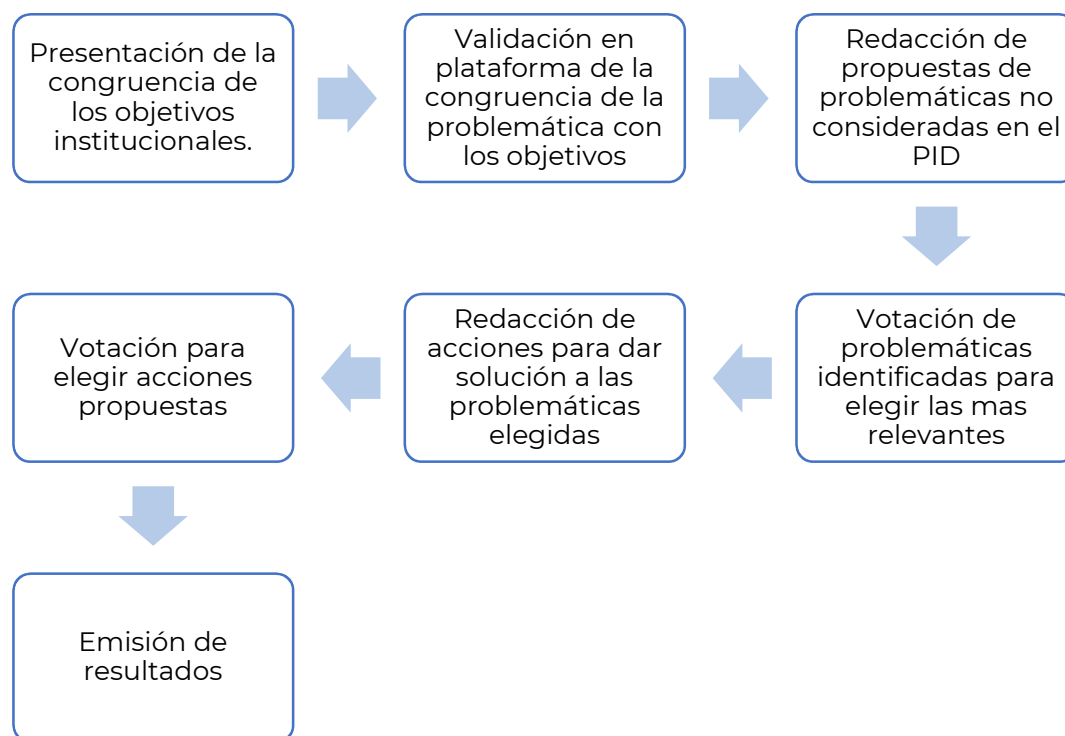 Presentación de la
congruencia de
los objetivos
institucionales.
Validación en
plataforma de la
congruencia de la
problemática con
los objetivos
Redacción de
propuestas de
problemáticas no
consideradas en el
PID
Votación de
problemáticas
identificadas para
elegir las mas
relevantes
Redacción de
acciones para dar
solución a las
problemáticas
elegidas
Votación para
elegir acciones
propuestas
Emisión de
resultados